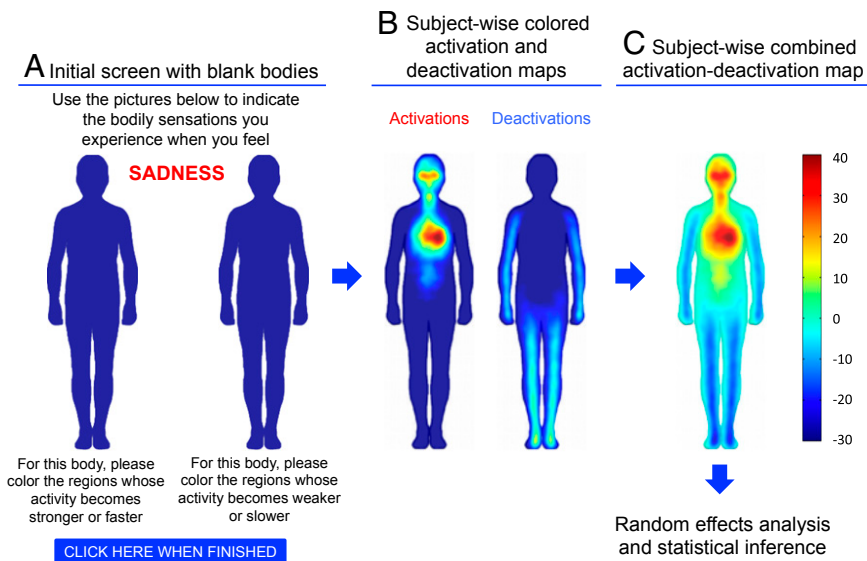 A Initial screen with blank bodies
Use the pictures below to indicate
the bodily sensations you
experience when you feel
SADNESS
For this body, please
color the regions whose
activity becomes
stronger or faster
For this body, please
color the regions whose
activity becomes weaker
or slower
CLICK HERE WHEN FINISHED
B Subject-wise colored
activation and
deactivation maps
Activations
Deactivations
C Subject-wise combined
activation-deactivation map
40
30
20
10
0
-10
-20
-30
Random effects analysis
and statistical inference